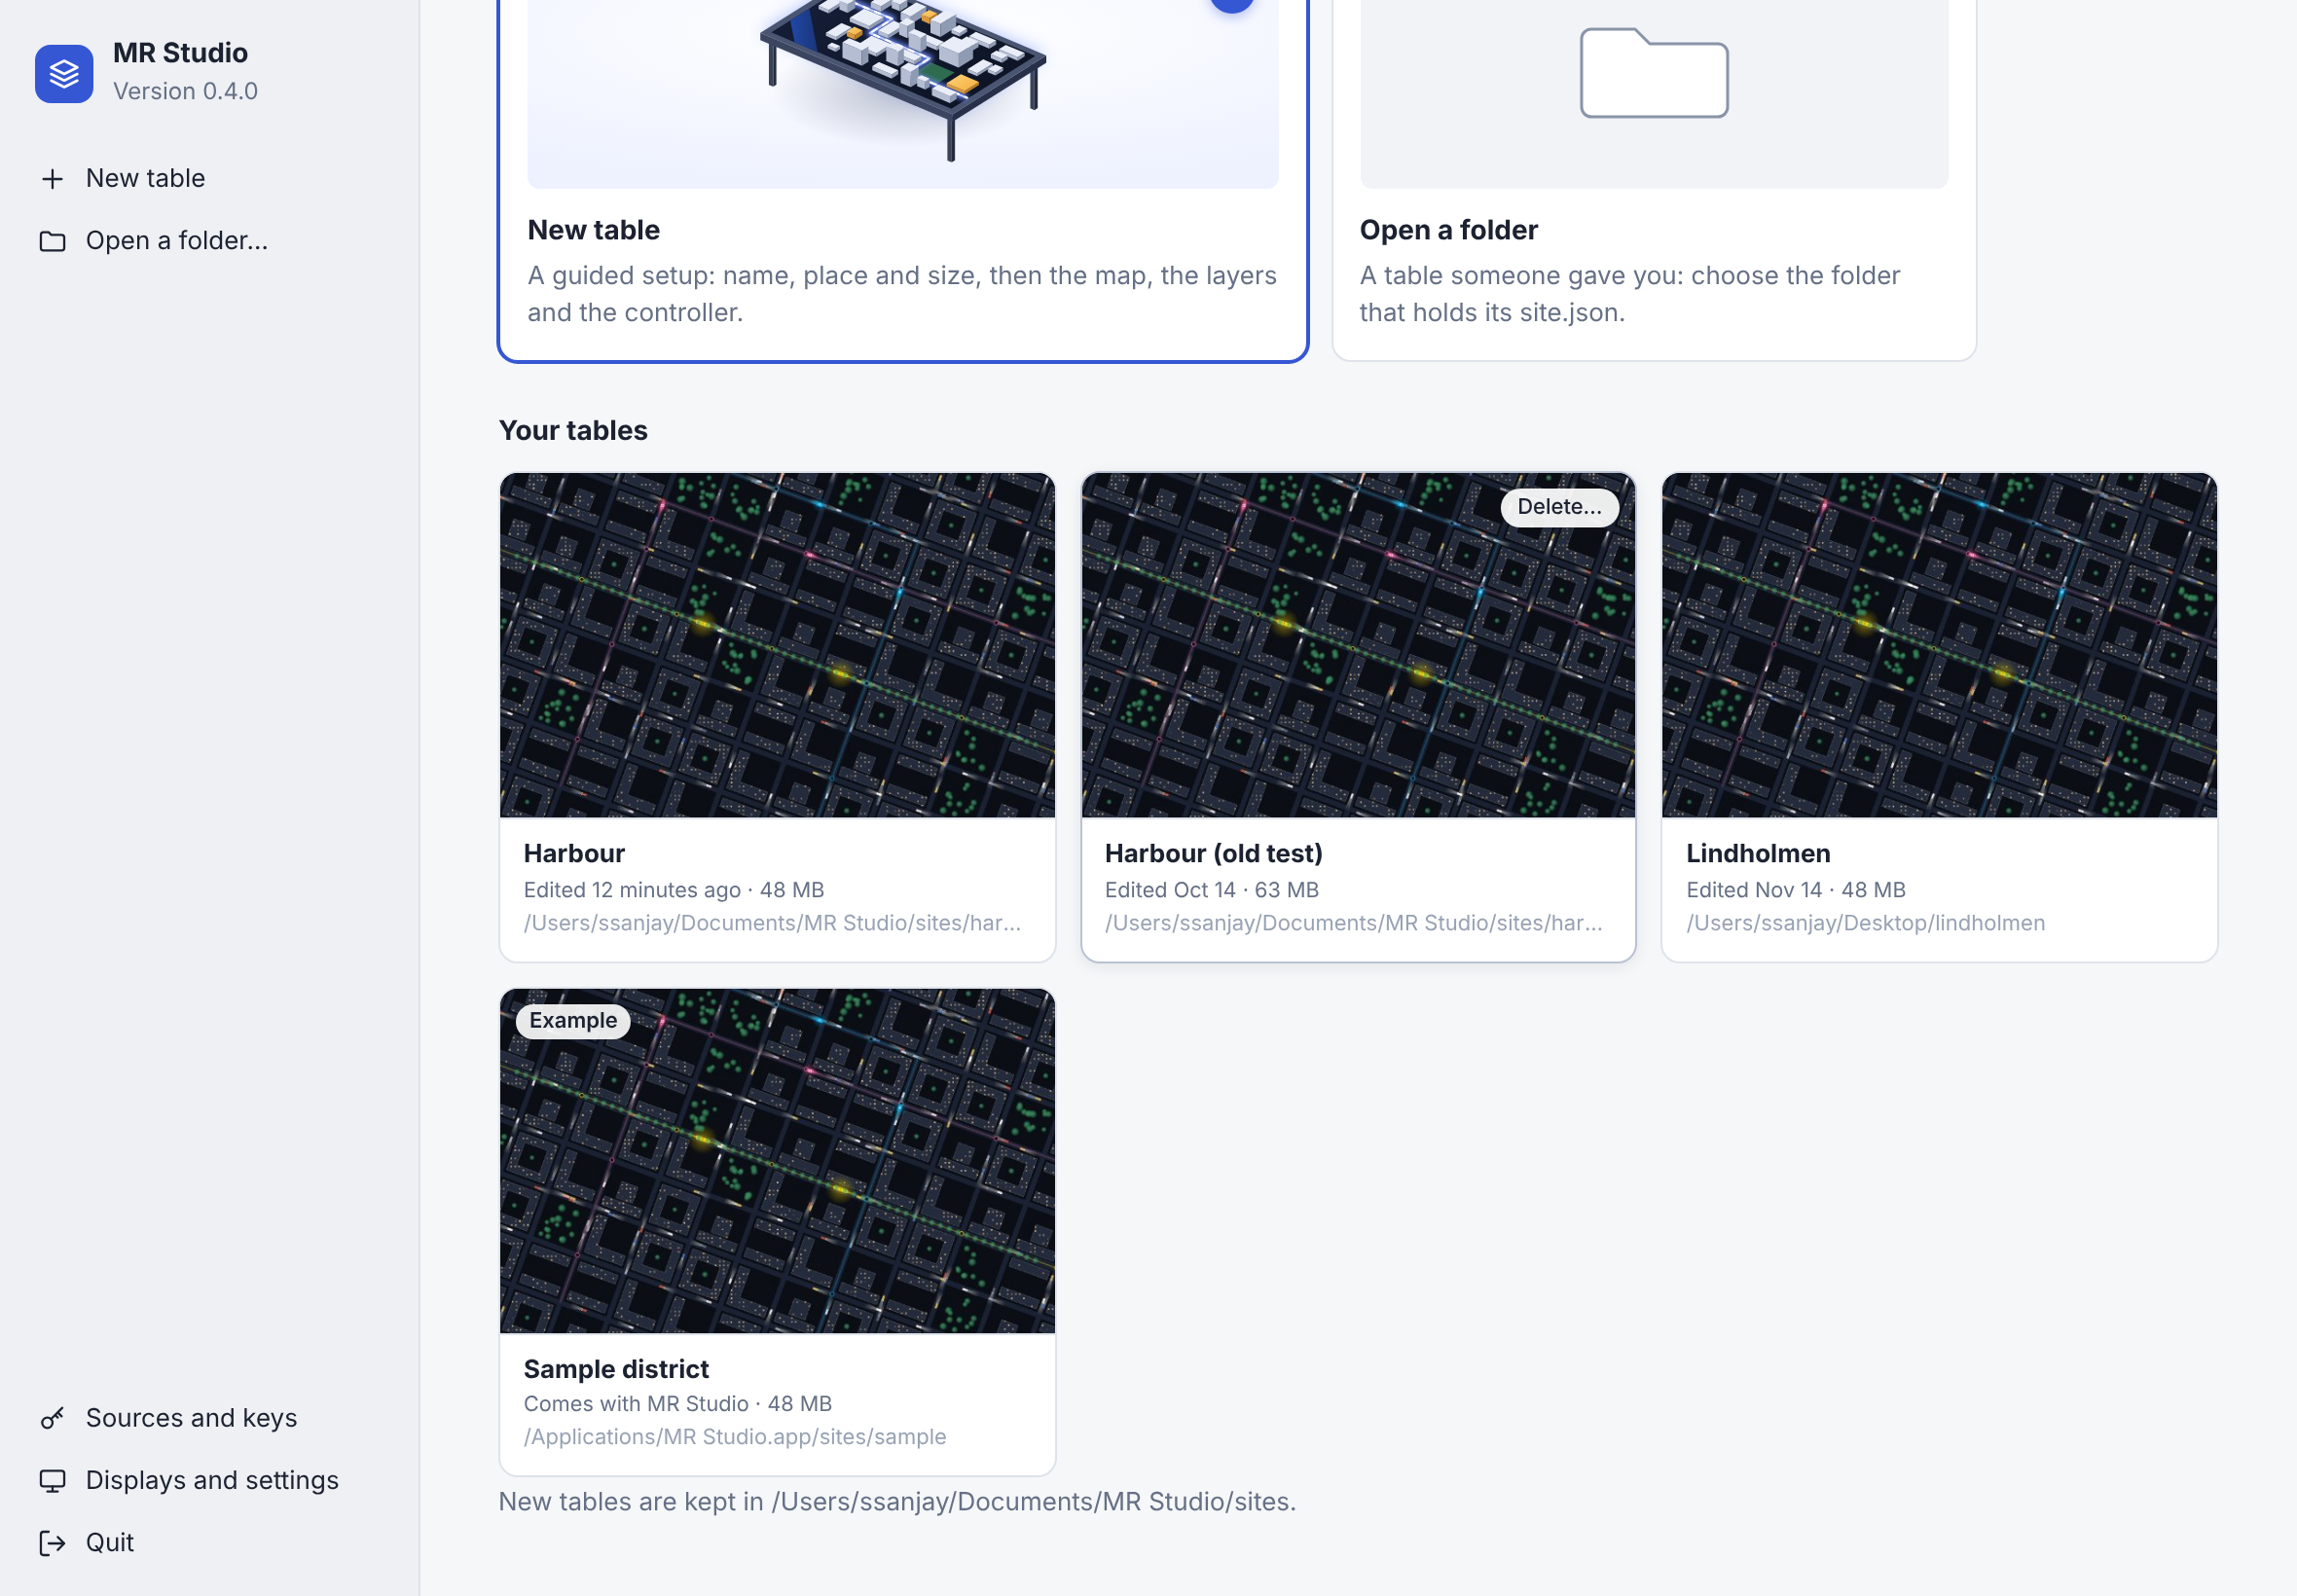 MR Studio
Version 0.4.0
New table
Open a folder...
New table
A guided setup: name, place and size, then the map, the layers
and the controller.
Open a folder
A table someone gave you: choose the folder
that holds its site.json.
Your tables
Delete...
Harbour
Edited 12 minutes ago · 48 MB
/Users/ssanjay/Documents/MR Studio/sites/har...
Harbour (old test)
Edited Oct 14 · 63 MB
/Users/ssanjay/Documents/MR Studio/sites/har...
Lindholmen
Edited Nov 14 · 48 MB
/Users/ssanjay/Desktop/lindholmen
Example
Sample district
Comes with MR Studio · 48 MB
/Applications/MR Studio.app/sites/sample
New tables are kept in /Users/ssanjay/Documents/MR Studio/sites.
Sources and keys
Displays and settings
Quit